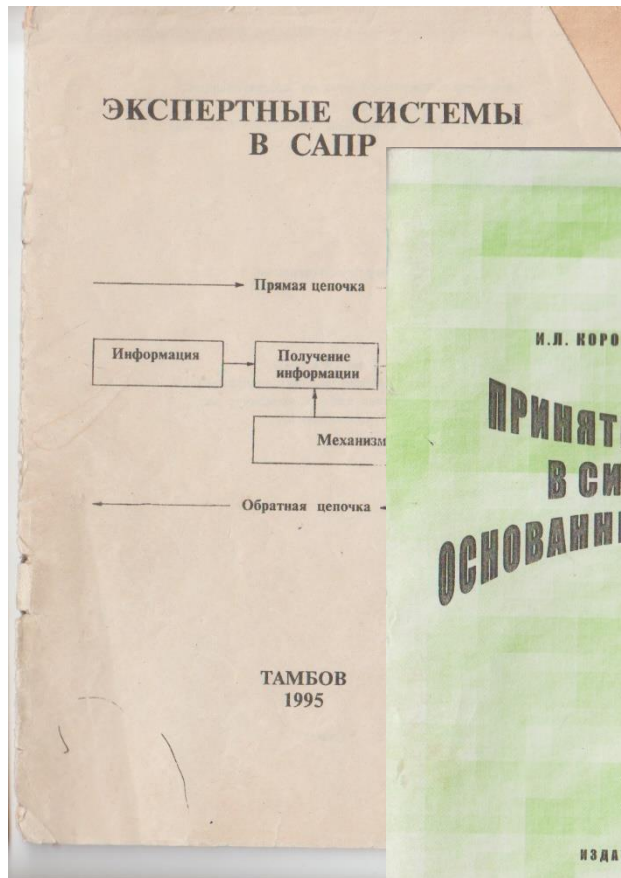 ЭКСПЕРТНЫЕ СИСТЕМЫ
В САПР
Прямая цепочка
Информация
Получение
информации
Механизм
Обратная цепочка
ТАМБОВ
1995
И.Л. КОРО
ПРИНЯТ
В СИ
ОСНОВАНН
ИЗДА